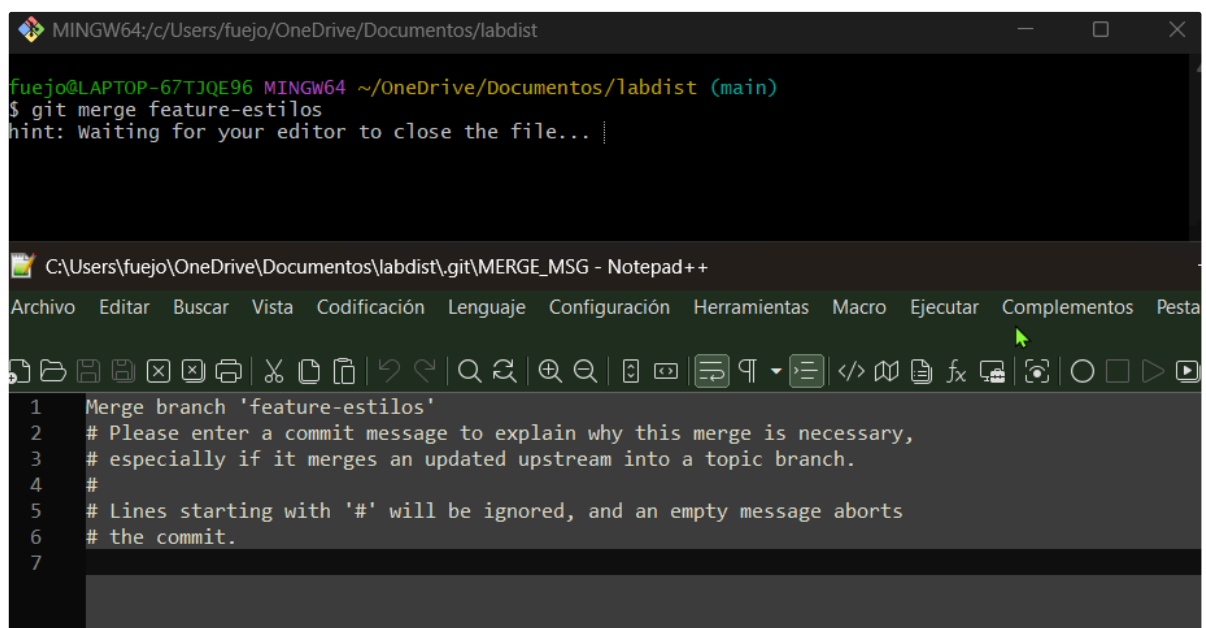 MINGW64:/c/Users/fuejo/OneDrive/Documentos/labdist
fuejo@LAPTOP-67TJQE96 MINGW64 ~/OneDrive/Documentos/labdist (main)
$ git merge feature-estilos
hint: Waiting for your editor to close the file...
C:\Users\fuejo\OneDrive\Documentos\labdist\.git\MERGE_MSG - Notepad++
Archivo Editar Buscar Vista Codificación Lenguaje Configuración Herramientas Macro Ejecutar Complementos Pesta
1 Merge branch 'feature-estilos'
2 # Please enter a commit message to explain why this merge is necessary,
3 # especially if it merges an updated upstream into a topic branch.
4 #
5 # Lines starting with '#' will be ignored, and an empty message aborts
6 # the commit.
7